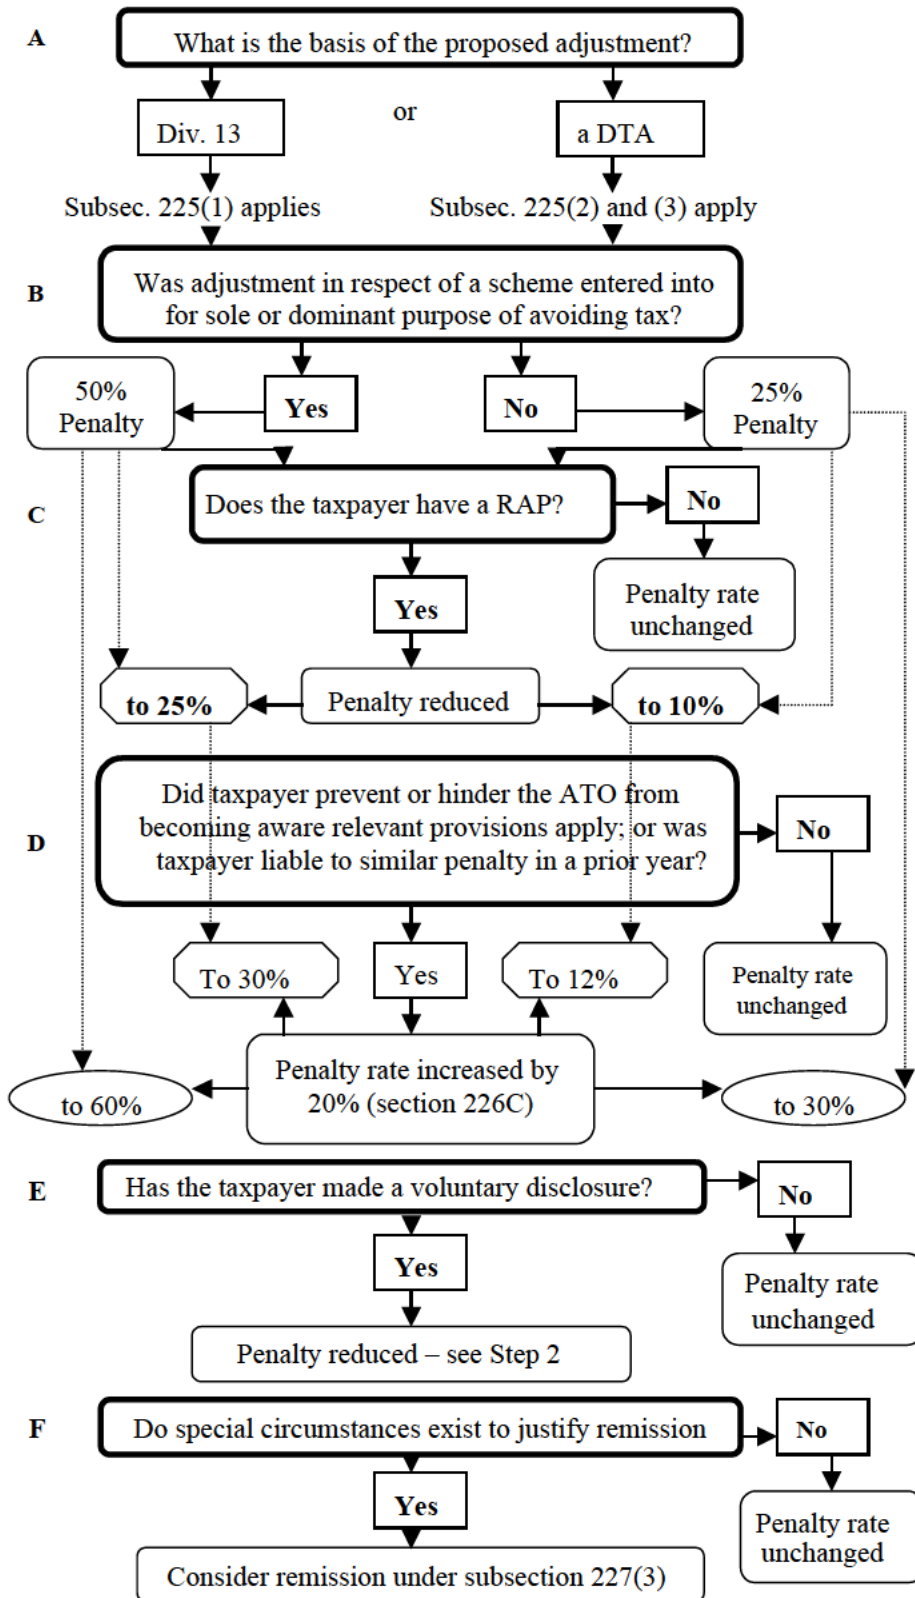 A
What is the basis of the proposed adjustment?
Div. 13
or
a DTA
Subsec. 225(1) applies
Subsec. 225(2) and (3) apply
B
Was adjustment in respect of a scheme entered into
for sole or dominant purpose of avoiding tax?
50%
Penalty
Yes
No
25%
Penalty
C
Does the taxpayer have a RAP?
No
Yes
Penalty rate
unchanged
to 25%
Penalty reduced
to 10%
D
Did taxpayer prevent or hinder the ATO from
becoming aware relevant provisions apply; or was
taxpayer liable to similar penalty in a prior year?
No
To 30%
Yes
To 12%
Penalty rate
unchanged
Penalty rate increased by
20% (section 226C)
to 60%
to 30%
E
Has the taxpayer made a voluntary disclosure?
No
Yes
Penalty rate
unchanged
Penalty reduced – see Step 2
F
Do special circumstances exist to justify remission
No
Yes
Penalty rate
unchanged
Consider remission under subsection 227(3)